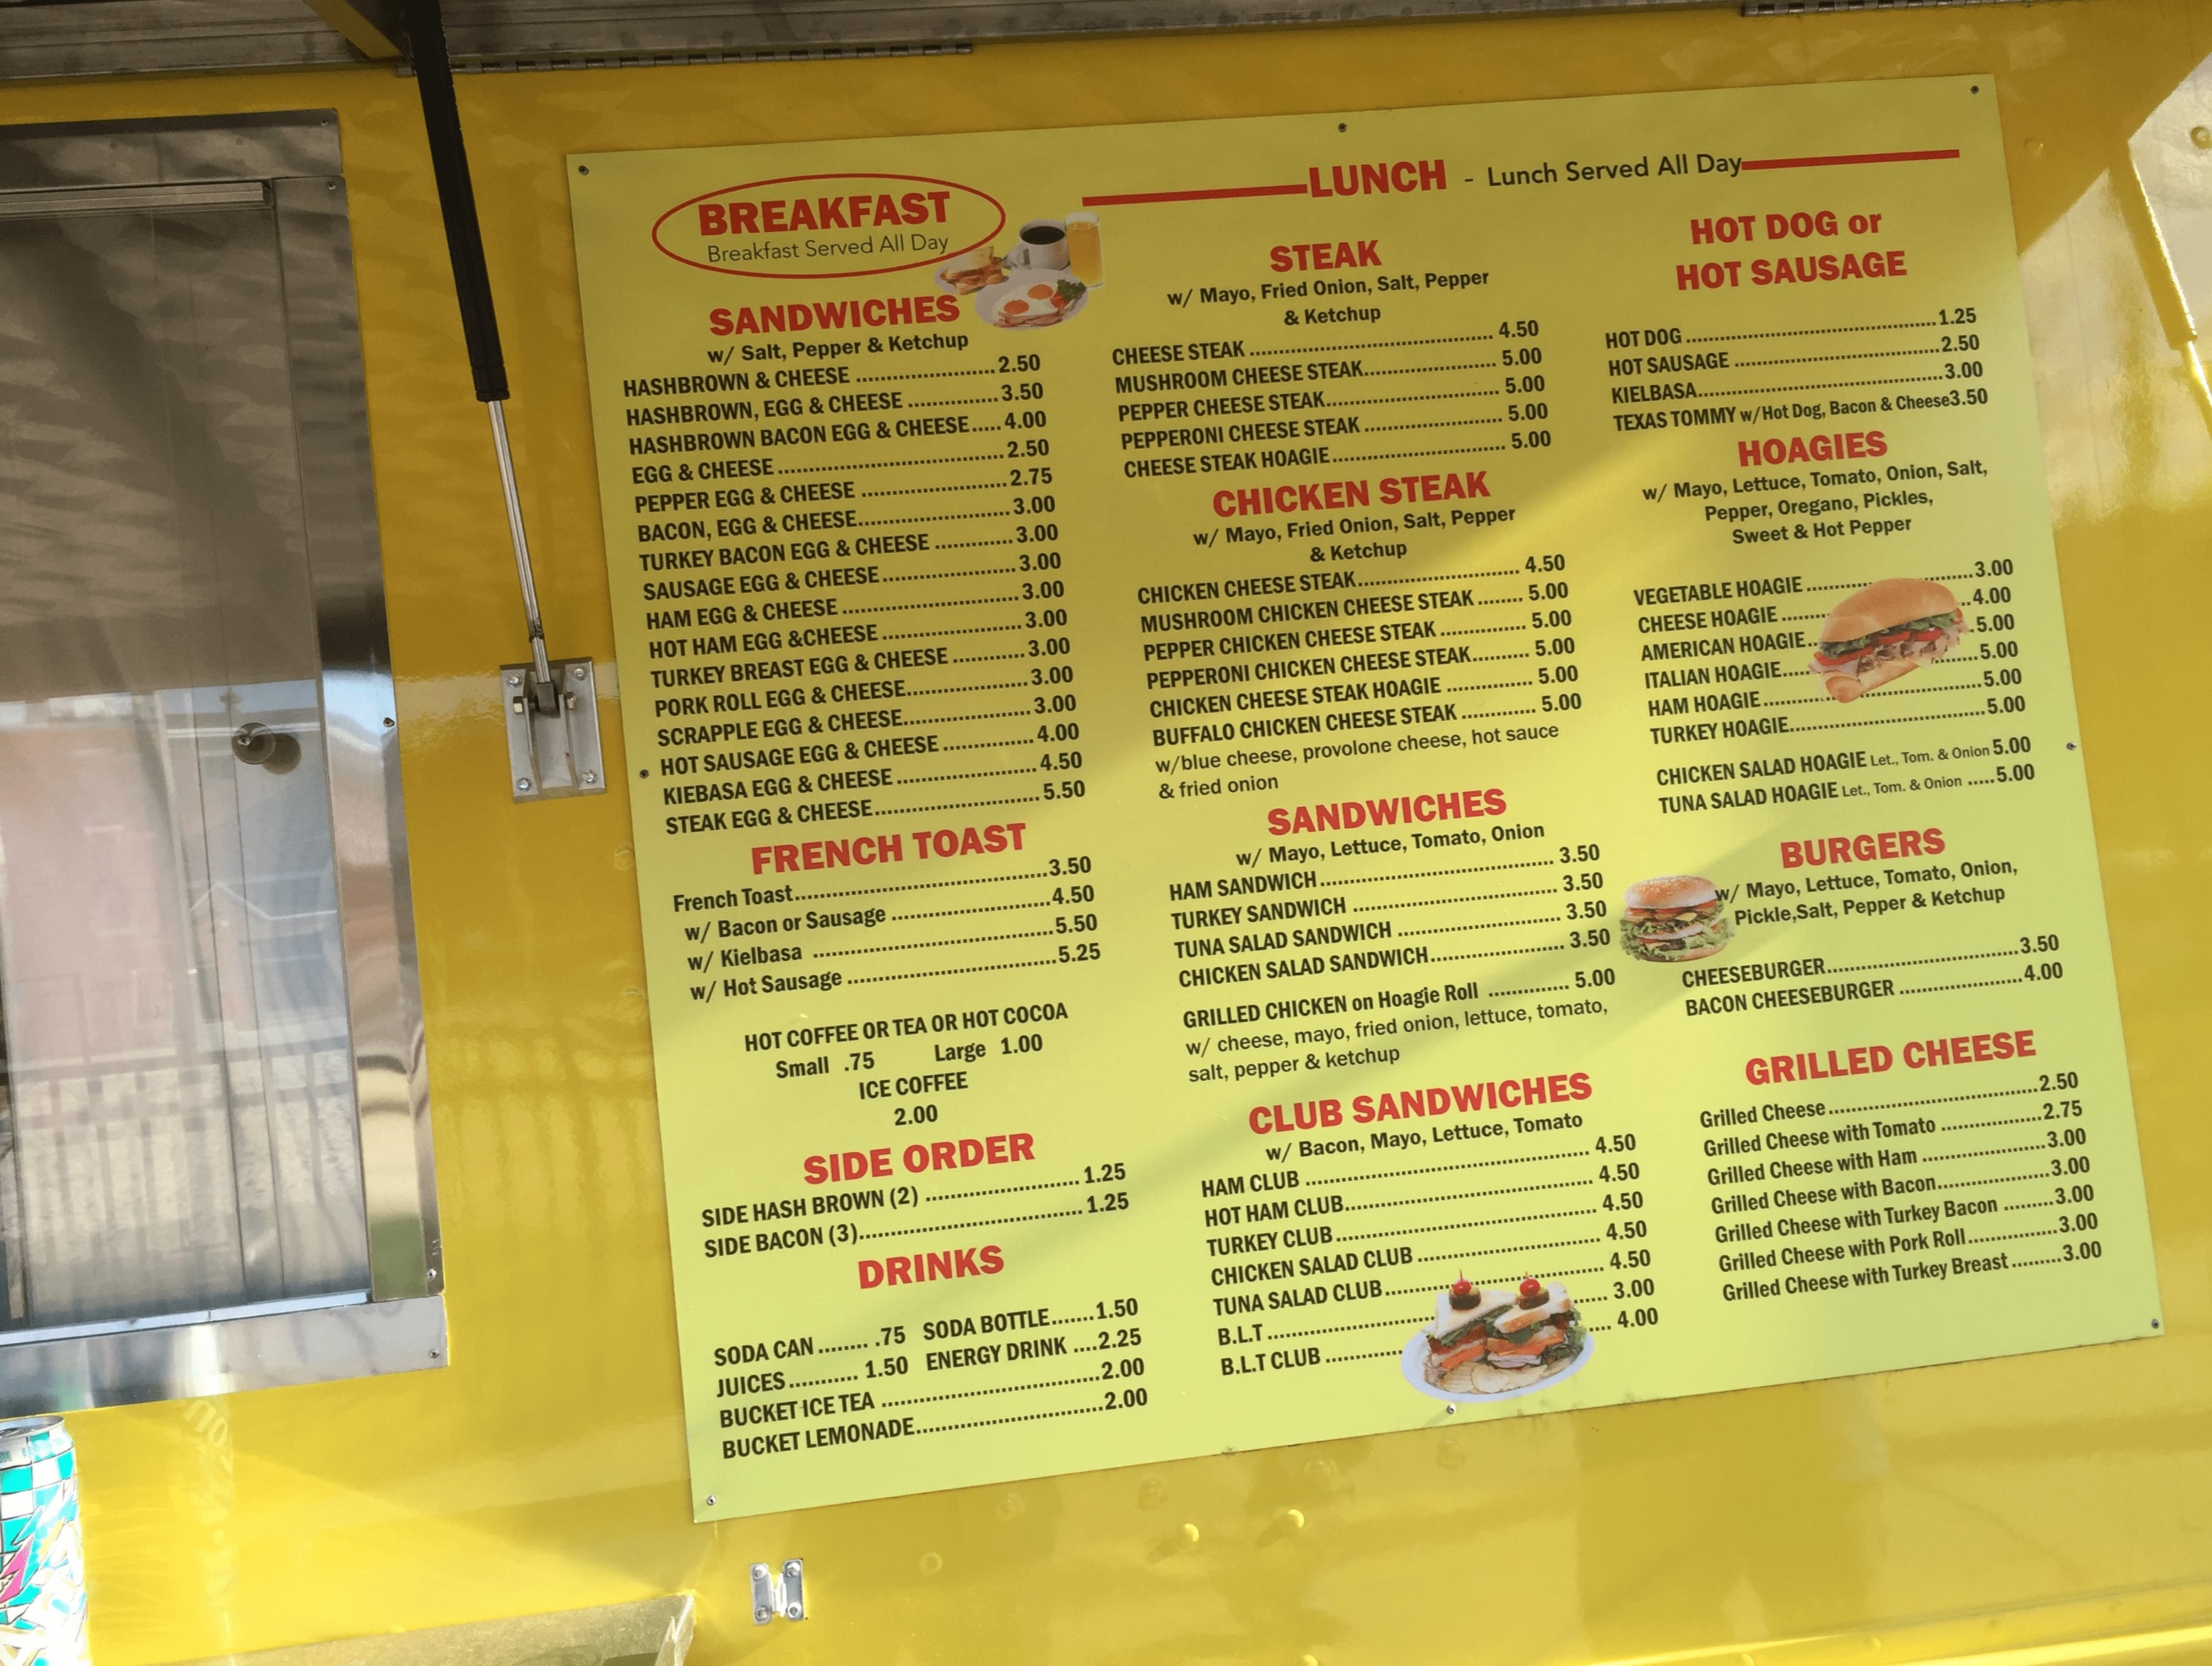 BREAKFAST
Breakfast Served All Day
SANDWICHES
w/ Salt, Pepper & Ketchup
HASHBROWN & CHEESE ..................... 2.50
HASHBROWN, EGG & CHEESE .............. 3.50
HASHBROWN BACON EGG & CHEESE..... 4.00
EGG & CHEESE ................................... 2.50
PEPPER EGG & CHEESE ...................... 2.75
BACON, EGG & CHEESE....................... 3.00
TURKEY BACON EGG & CHEESE ............ 3.00
SAUSAGE EGG & CHEESE .................... 3.00
HAM EGG & CHEESE ........................... 3.00
HOT HAM EGG &CHEESE ..................... 3.00
TURKEY BREAST EGG & CHEESE ........... 3.00
PORK ROLL EGG & CHEESE................... 3.00
SCRAPPLE EGG & CHEESE.................... 3.00
HOT SAUSAGE EGG & CHEESE .............. 4.00
KIEBASA EGG & CHEESE ..................... 4.50
STEAK EGG & CHEESE......................... 5.50
FRENCH TOAST
French Toast...................................... 3.50
w/ Bacon or Sausage ........................ 4.50
w/ Kielbasa ..................................... 5.50
w/ Hot Sausage ................................ 5.25
HOT COFFEE OR TEA OR HOT COCOA
Small .75 Large 1.00
ICE COFFEE
2.00
SIDE ORDER
SIDE HASH BROWN (2) ....................... 1.25
SIDE BACON (3).................................. 1.25
DRINKS
SODA CAN ........ .75 SODA BOTTLE....... 1.50
JUICES........... 1.50 ENERGY DRINK .... 2.25
BUCKET ICE TEA ................................. 2.00
BUCKET LEMONADE............................ 2.00
LUNCH - Lunch Served All Day
STEAK
w/ Mayo, Fried Onion, Salt, Pepper
& Ketchup
CHEESE STEAK ..................................... 4.50
MUSHROOM CHEESE STEAK.................... 5.00
PEPPER CHEESE STEAK.......................... 5.00
PEPPERONI CHEESE STEAK ..................... 5.00
CHEESE STEAK HOAGIE.......................... 5.00
CHICKEN STEAK
w/ Mayo, Fried Onion, Salt, Pepper
& Ketchup
CHICKEN CHEESE STEAK........................ 4.50
MUSHROOM CHICKEN CHEESE STEAK ........ 5.00
PEPPER CHICKEN CHEESE STEAK ............. 5.00
PEPPERONI CHICKEN CHEESE STEAK......... 5.00
CHICKEN CHEESE STEAK HOAGIE ............. 5.00
BUFFALO CHICKEN CHEESE STEAK ........... 5.00
w/blue cheese, provolone cheese, hot sauce
& fried onion
SANDWICHES
w/ Mayo, Lettuce, Tomato, Onion
HAM SANDWICH.................................... 3.50
TURKEY SANDWICH ............................... 3.50
TUNA SALAD SANDWICH ......................... 3.50
CHICKEN SALAD SANDWICH..................... 3.50
GRILLED CHICKEN on Hoagie Roll ............ 5.00
w/ cheese, mayo, fried onion, lettuce, tomato,
salt, pepper & ketchup
CLUB SANDWICHES
w/ Bacon, Mayo, Lettuce, Tomato
HAM CLUB ........................................... 4.50
HOT HAM CLUB..................................... 4.50
TURKEY CLUB....................................... 4.50
CHICKEN SALAD CLUB ........................... 4.50
TUNA SALAD CLUB................................ 4.50
B.L.T ................................................... 3.00
B.L.T CLUB ........................................... 4.00
HOT DOG or
HOT SAUSAGE
HOT DOG ............................................ 1.25
HOT SAUSAGE ..................................... 2.50
KIELBASA............................................. 3.00
TEXAS TOMMY w/Hot Dog, Bacon & Cheese3.50
HOAGIES
w/ Mayo, Lettuce, Tomato, Onion, Salt,
Pepper, Oregano, Pickles,
Sweet & Hot Pepper
VEGETABLE HOAGIE .............................. 3.00
CHEESE HOAGIE ................................... 4.00
AMERICAN HOAGIE............................... 5.00
ITALIAN HOAGIE................................... 5.00
HAM HOAGIE ....................................... 5.00
TURKEY HOAGIE................................... 5.00
CHICKEN SALAD HOAGIE Let., Tom. & Onion 5.00
TUNA SALAD HOAGIE Let., Tom. & Onion ..... 5.00
BURGERS
w/ Mayo, Lettuce, Tomato, Onion,
Pickle,Salt, Pepper & Ketchup
CHEESEBURGER.................................. 3.50
BACON CHEESEBURGER ....................... 4.00
GRILLED CHEESE
Grilled Cheese ................................... 2.50
Grilled Cheese with Tomato ................. 2.75
Grilled Cheese with Ham ..................... 3.00
Grilled Cheese with Bacon................... 3.00
Grilled Cheese with Turkey Bacon ......... 3.00
Grilled Cheese with Pork Roll............... 3.00
Grilled Cheese with Turkey Breast ......... 3.00